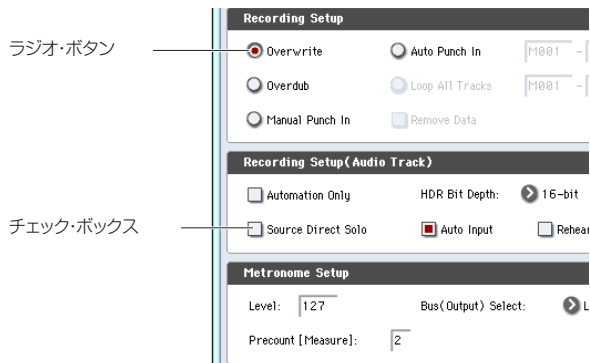 Recording Setup
ラジオ・ボタン
Overwrite Auto Punch In M001 -
Overdub Loop All Tracks M001 -
Manual Punch In Remove Data
Recording Setup(Audio Track)
Automation Only HDR Bit Depth: 16-bit
チェック・ボックス
Source Direct Solo Auto Input
Metronome Setup
Level: 127 Bus(Output) Select:
Precount [Measure]: 2